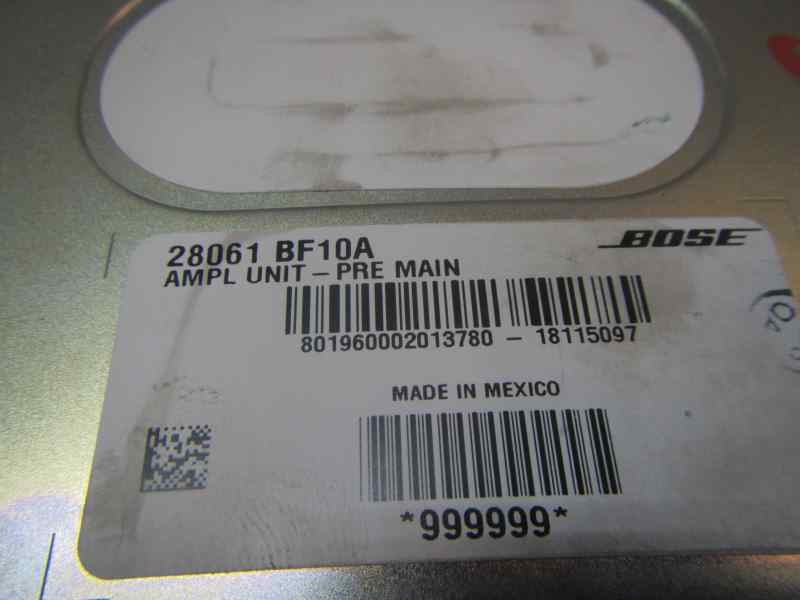 28061 BF10A
BOSE
AMPL UNIT – PRE MAIN
801960002013780 – 18115097
MADE IN MEXICO
*999999*